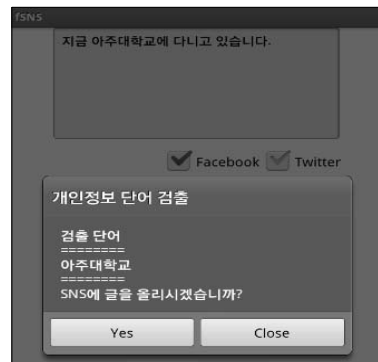 fSNS
지금 아주대학교에 다니고 있습니다.
Facebook Twitter
개인정보 단어 검출
검출 단어
========
아주대학교
========
SNS에 글을 올리시겠습니까?
Yes Close